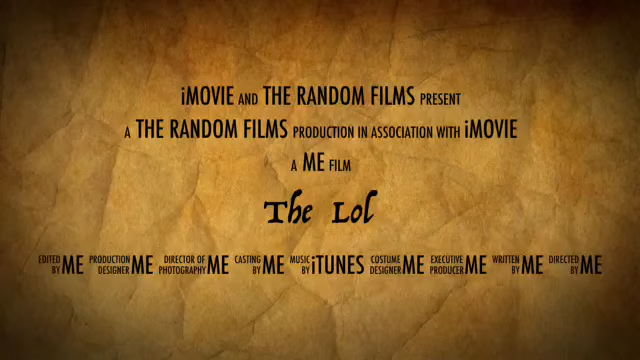 iMOVIE AND THE RANDOM FILMS PRESENT
A THE RANDOM FILMS PRODUCTION IN ASSOCIATION WITH iMOVIE
A ME FILM
The Lol
EDITED BY ME PRODUCTION DESIGNER ME DIRECTOR OF PHOTOGRAPHY ME CASTING BY ME MUSIC BY iTUNES COSTUME DESIGNER ME EXECUTIVE PRODUCER ME WRITTEN BY ME DIRECTED BY ME